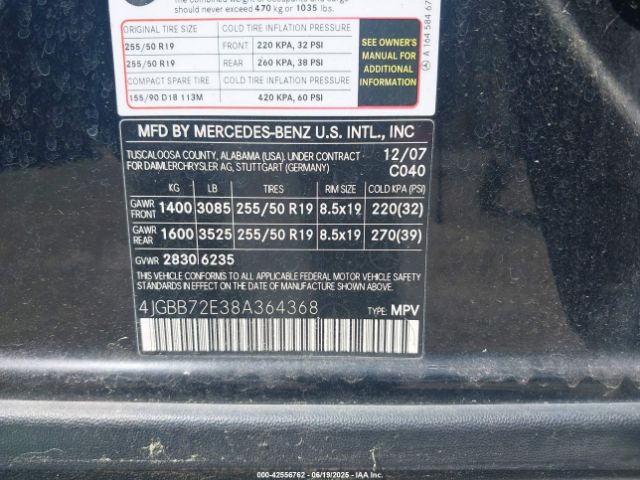 should never exceed 470 kg or 1035 lbs.
ORIGINAL TIRE SIZE COLD TIRE INFLATION PRESSURE
255/50 R19 FRONT 220 KPA, 32 PSI
255/50 R19 REAR 260 KPA, 38 PSI
COMPACT SPARE TIRE COLD TIRE INFLATION PRESSURE
155/90 D18 113M 420 KPA, 60 PSI
SEE OWNER'S
MANUAL FOR
ADDITIONAL
INFORMATION
A 164 584 67
MFD BY MERCEDES-BENZ U.S. INTL., INC
TUSCALOOSA COUNTY, ALABAMA (USA). UNDER CONTRACT 12/07
FOR DAIMLERCHRYSLER AG, STUTTGART (GERMANY) C040
KG LB TIRES RIM SIZE COLD KPA (PSI)
GAWR FRONT 1400 3085 255/50 R19 8.5x19 220(32)
GAWR REAR 1600 3525 255/50 R19 8.5x19 270(39)
GVWR 2830 6235
THIS VEHICLE CONFORMS TO ALL APPLICABLE FEDERAL MOTOR VEHICLE SAFETY
STANDARDS IN EFFECT ON THE DATE OF MANUFACTURE SHOWN ABOVE.
4JGBB72E38A364368 TYPE: MPV
© IAA - 42556762 - 06/19/2025 - IAAI.COM